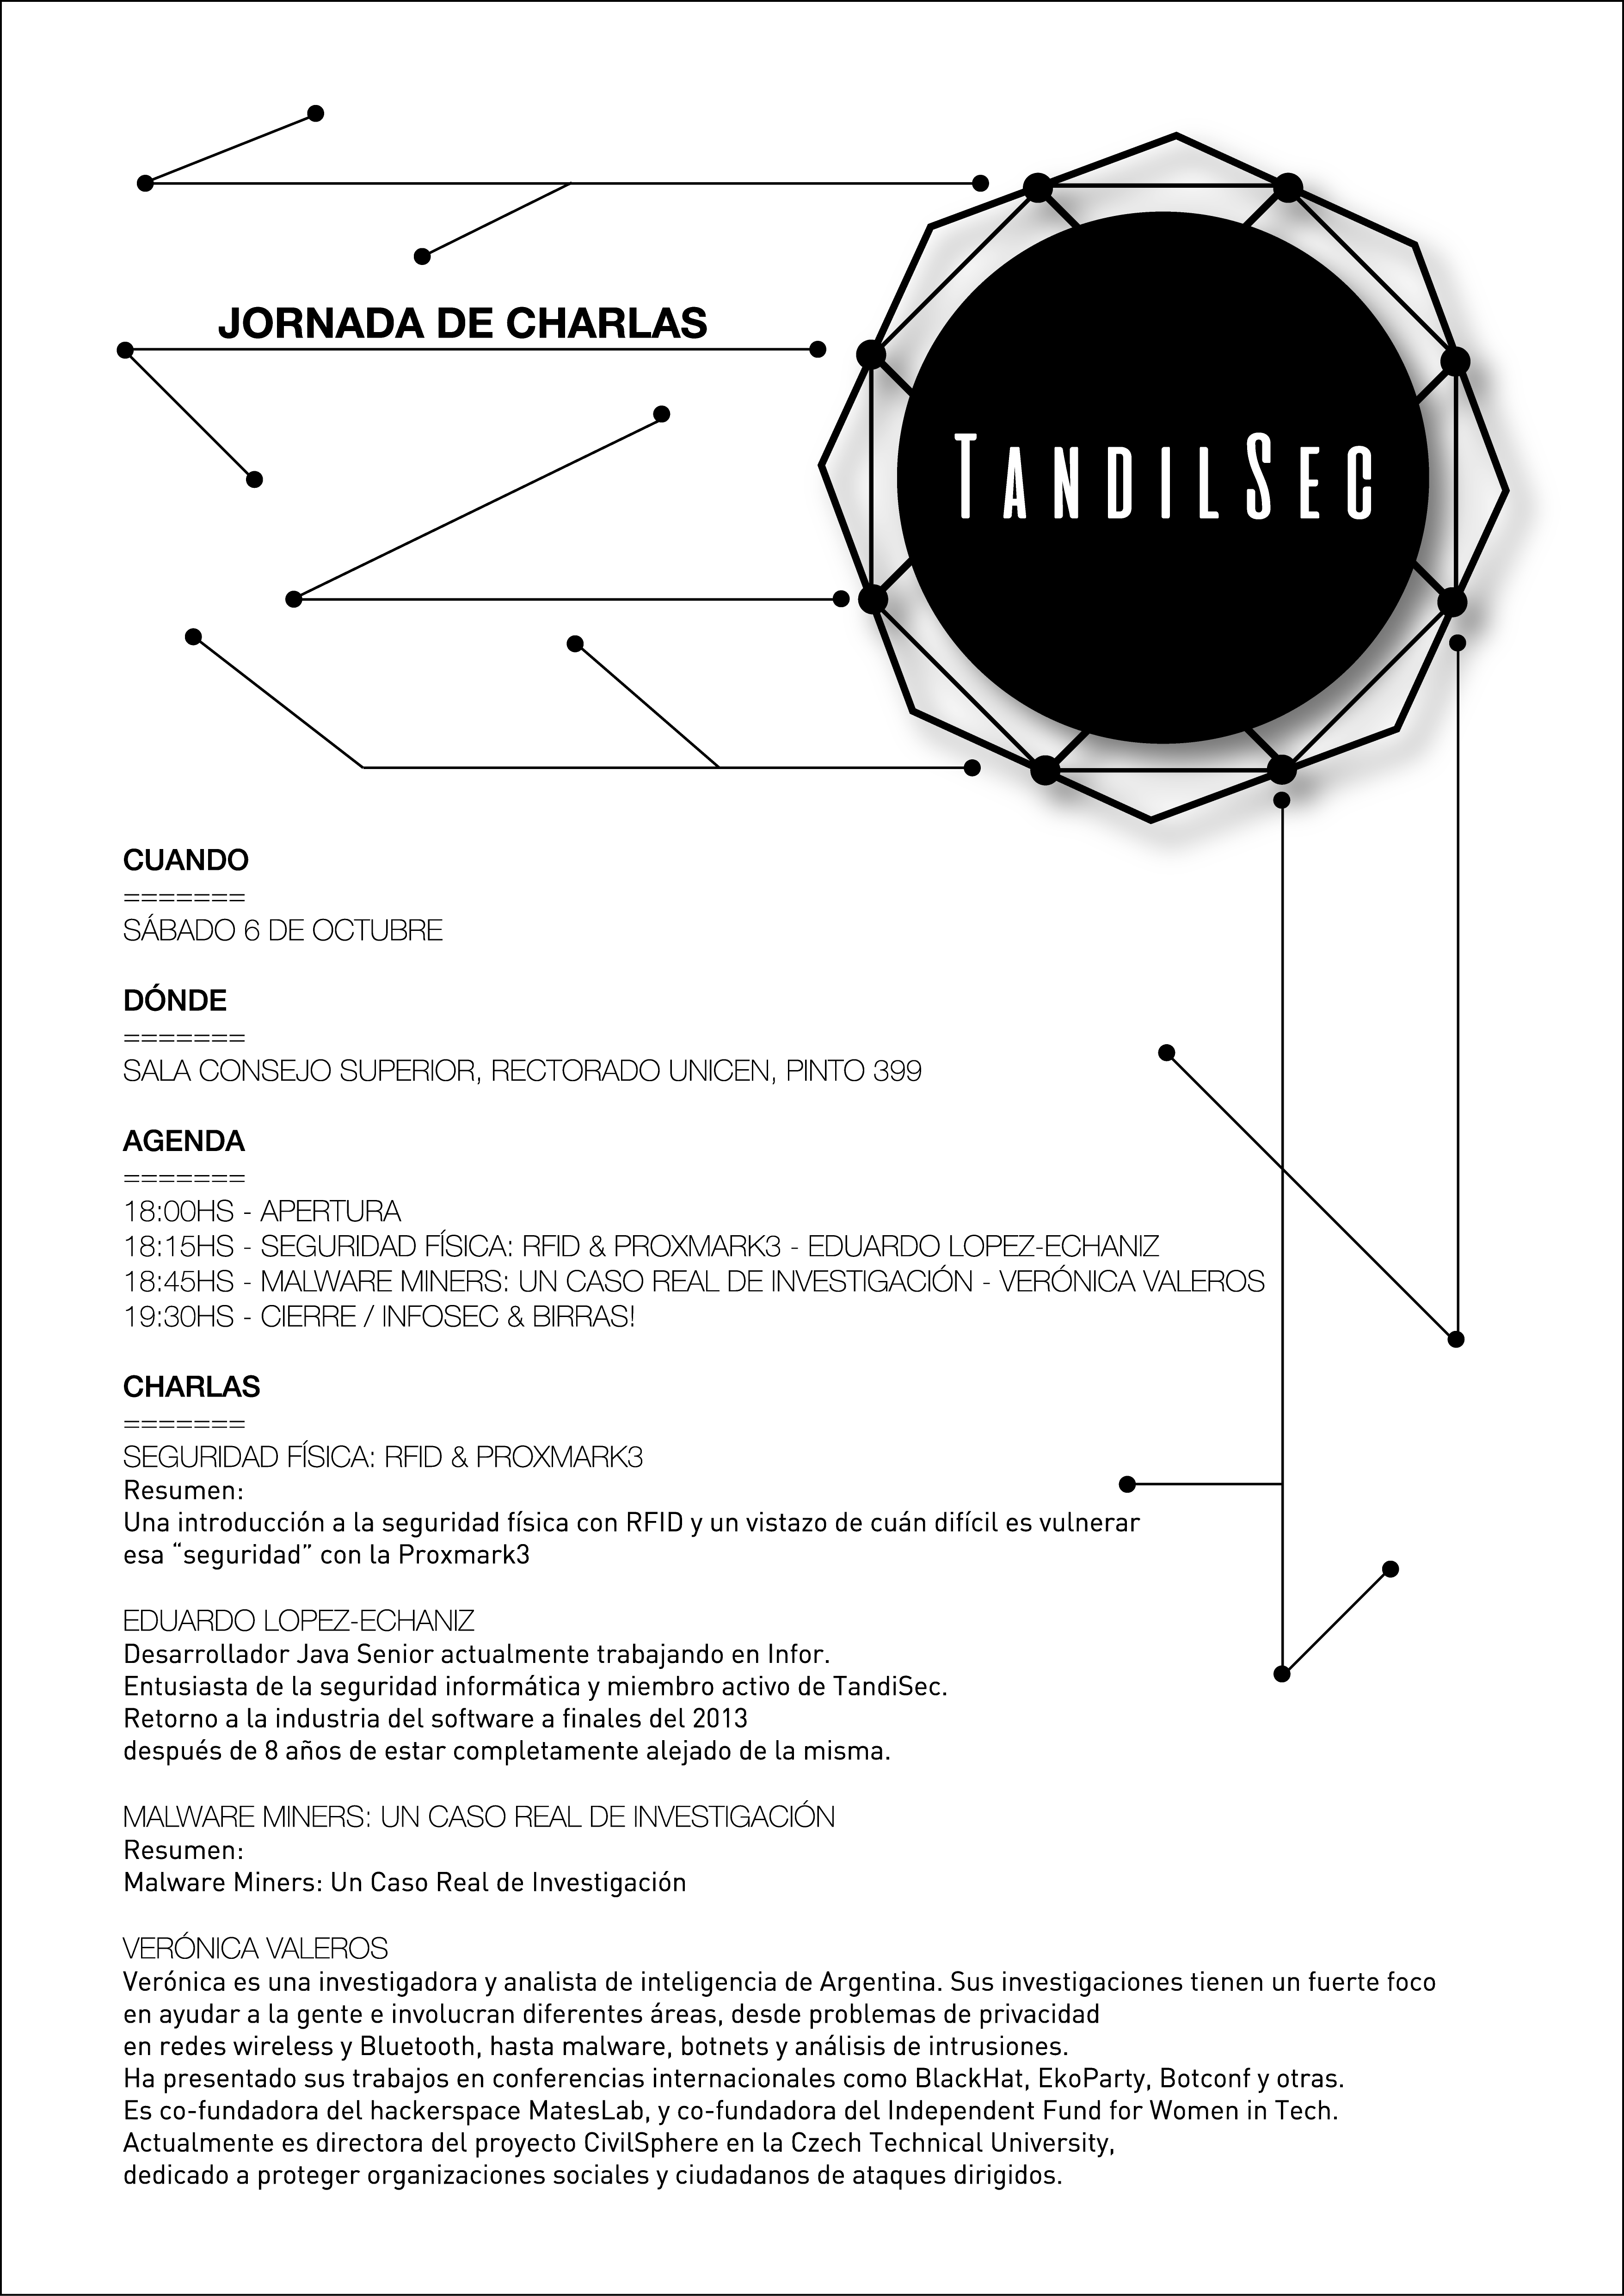 JORNADA DE CHARLAS
TANDILSEC
CUANDO
=======
SÁBADO 6 DE OCTUBRE
DÓNDE
=======
SALA CONSEJO SUPERIOR, RECTORADO UNICEN, PINTO 399
AGENDA
=======
18:00HS - APERTURA
18:15HS - SEGURIDAD FÍSICA: RFID & PROXMARK3 - EDUARDO LOPEZ-ECHANIZ
18:45HS - MALWARE MINERS: UN CASO REAL DE INVESTIGACIÓN - VERÓNICA VALEROS
19:30HS - CIERRE / INFOSEC & BIRRAS!
CHARLAS
=======
SEGURIDAD FÍSICA: RFID & PROXMARK3
Resumen:
Una introducción a la seguridad física con RFID y un vistazo de cuán difícil es vulnerar
esa “seguridad” con la Proxmark3
EDUARDO LOPEZ-ECHANIZ
Desarrollador Java Senior actualmente trabajando en Infor.
Entusiasta de la seguridad informática y miembro activo de TandiSec.
Retorno a la industria del software a finales del 2013
después de 8 años de estar completamente alejado de la misma.
MALWARE MINERS: UN CASO REAL DE INVESTIGACIÓN
Resumen:
Malware Miners: Un Caso Real de Investigación
VERÓNICA VALEROS
Verónica es una investigadora y analista de inteligencia de Argentina. Sus investigaciones tienen un fuerte foco
en ayudar a la gente e involucran diferentes áreas, desde problemas de privacidad
en redes wireless y Bluetooth, hasta malware, botnets y análisis de intrusiones.
Ha presentado sus trabajos en conferencias internacionales como BlackHat, EkoParty, Botconf y otras.
Es co-fundadora del hackerspace MatesLab, y co-fundadora del Independent Fund for Women in Tech.
Actualmente es directora del proyecto CivilSphere en la Czech Technical University,
dedicado a proteger organizaciones sociales y ciudadanos de ataques dirigidos.